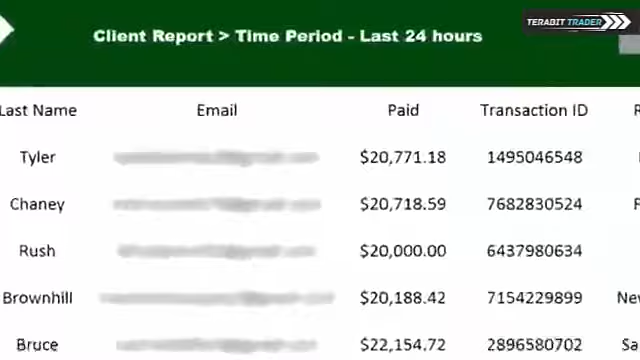 TERABIT TRADER
Client Report > Time Period - Last 24 hours
Last Name Email Paid Transaction ID
Tyler $20,771.18 1495046548
Chaney $20,718.59 7682830524
Rush $20,000.00 6437980634
Brownhill $20,188.42 7154229899
Bruce $22,154.72 2896580702